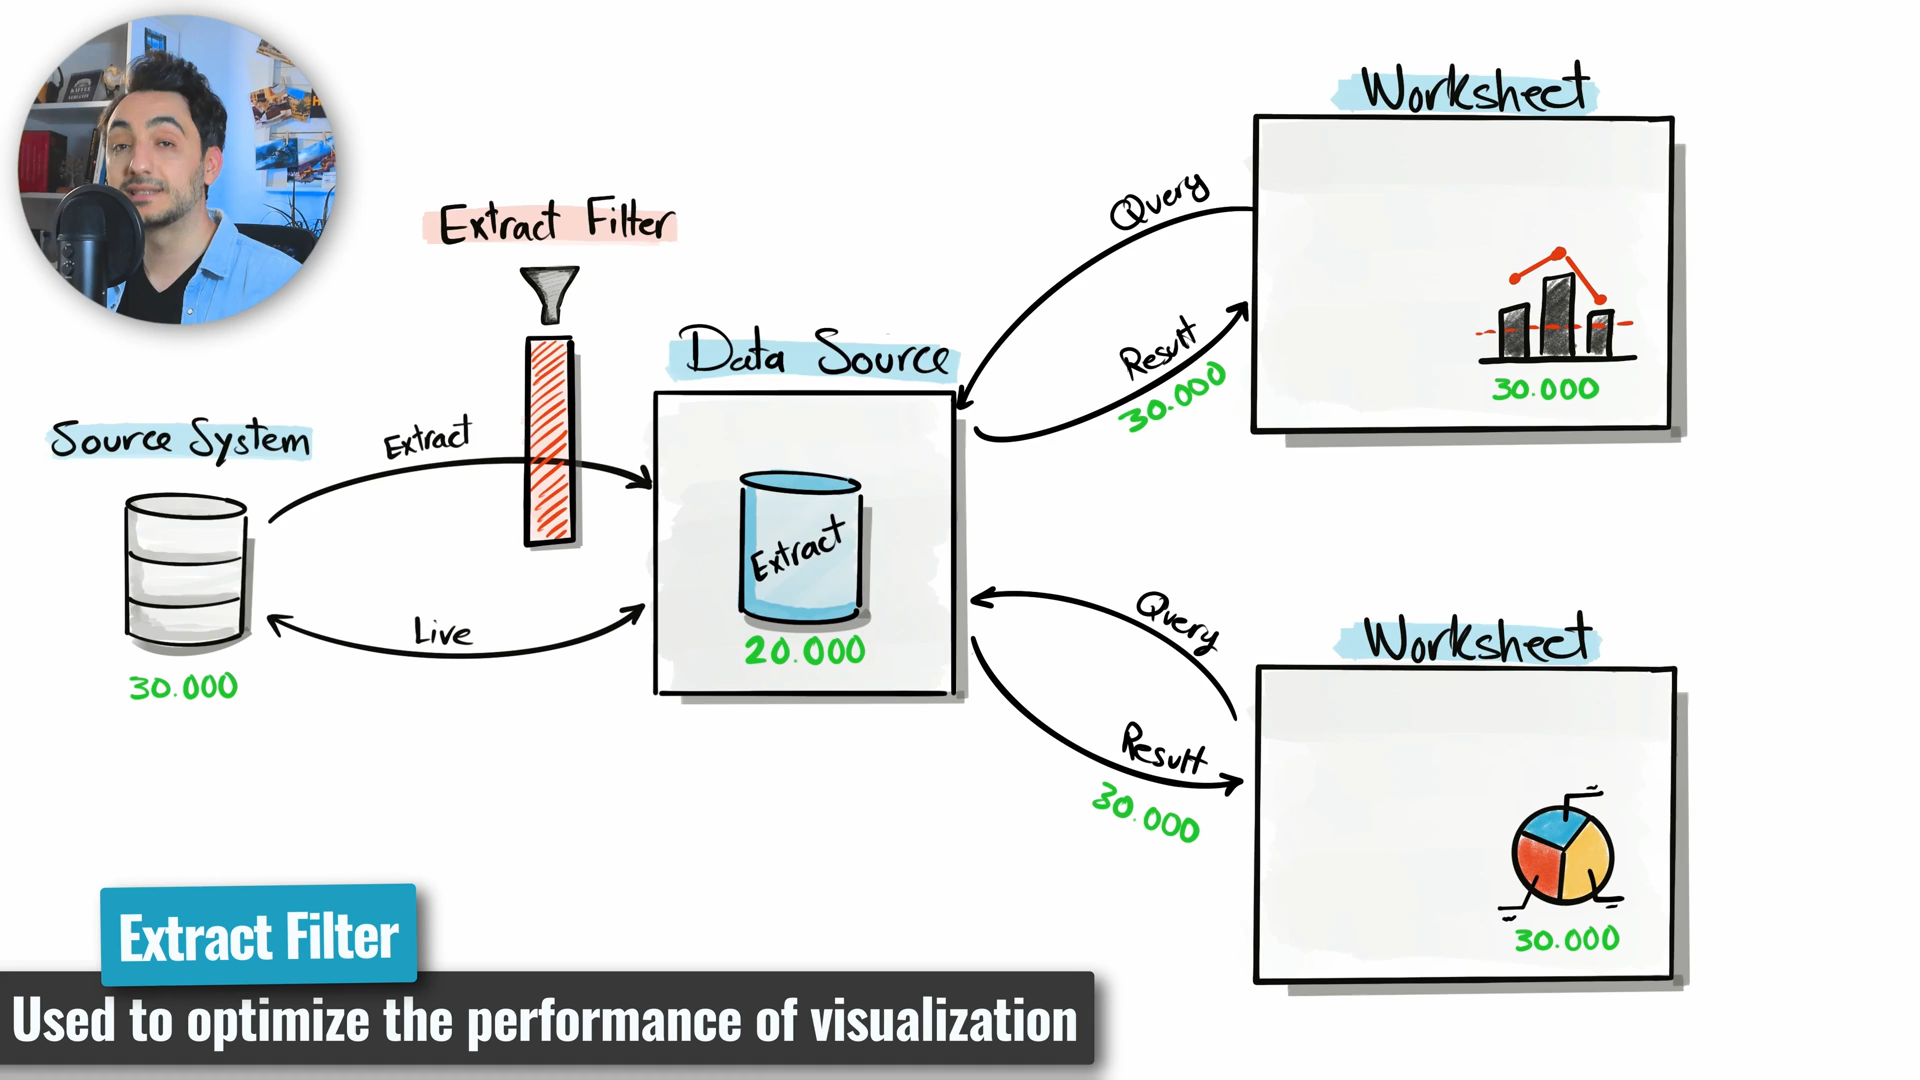 Worksheet
Query
Extract Filter
Result
30.000
Data Source
30.000
Source System
Extract
Extract
Live
20.000
30.000
Query
Worksheet
Result
30.000
30.000
Extract Filter
Used to optimize the performance of visualization